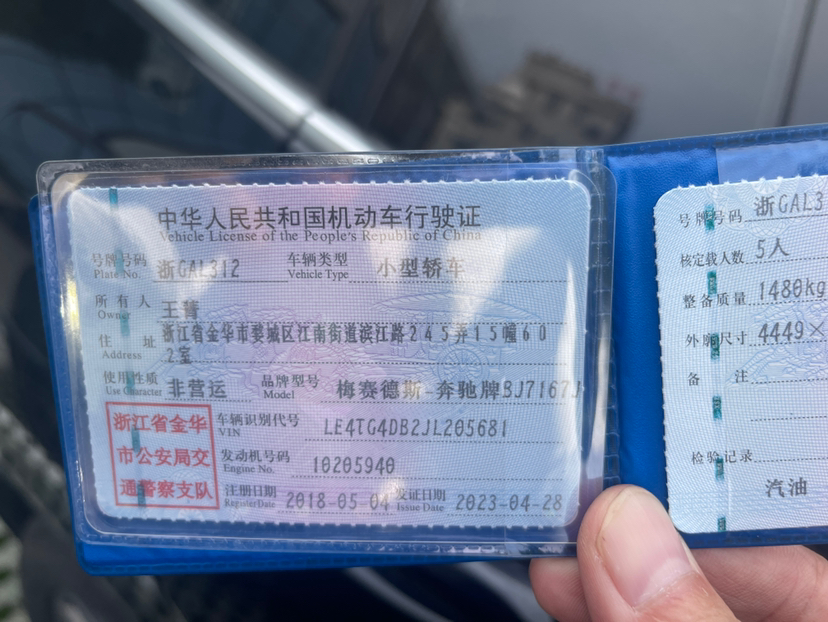 中华人民共和国机动车行驶证
Vehicle License of the People's Republic of China
号牌号码 Plate No. 浙GAL312 车辆类型 Vehicle Type 小型轿车
所有人 Owner 王菁
住址 Address 浙江省金华市婺城区江南街道滨江路245弄15幢60
2室
使用性质 Use Character 非营运 品牌型号 Model 梅赛德斯-奔驰牌BJ7167J
浙江省金华
市公安局交
通警察支队
车辆识别代号 VIN LE4TG4DB2JL205681
发动机号码 Engine No. 10205940
注册日期 Register Date 2018-05-04 发证日期 Issue Date 2023-04-28
号牌号码 浙GAL3
核定载人数 5人
整备质量 1480kg
外廓尺寸 4449×
备注
检验记录
汽油